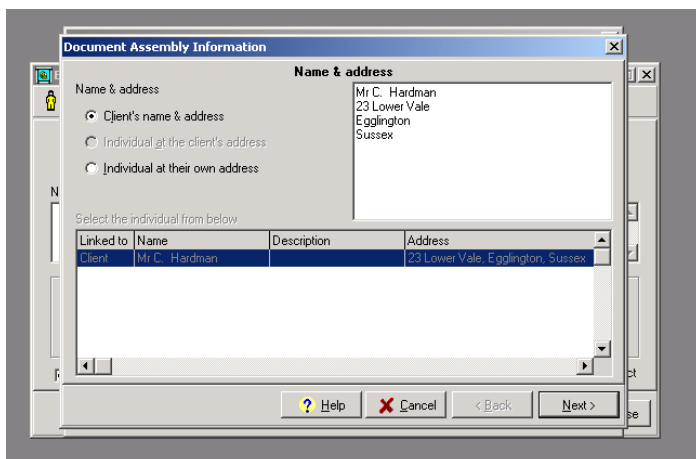 Document Assembly Information
Name & address
Name & address
Client's name & address
Individual at the client's address
Individual at their own address
Mr C. Hardman
23 Lower Vale
Egglington
Sussex
Select the individual from below
Linked to Name Description Address
Client Mr C. Hardman 23 Lower Vale, Egglington, Sussex
? Help Cancel < Back Next >